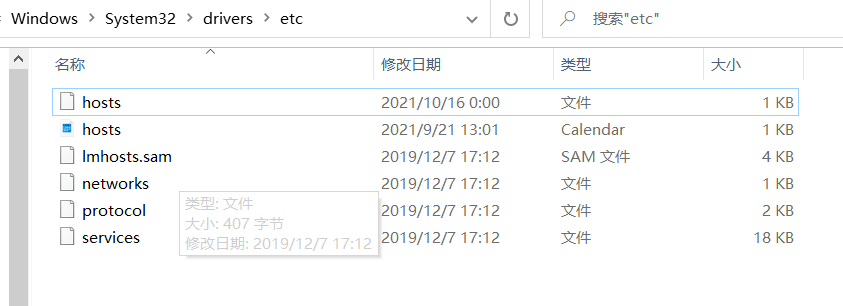 Windows > System32 > drivers > etc
搜索"etc"
名称 修改日期 类型 大小
hosts 2021/10/16 0:00 文件 1 KB
hosts 2021/9/21 13:01 Calendar 1 KB
lmhosts.sam 2019/12/7 17:12 SAM 文件 4 KB
networks 2019/12/7 17:12 文件 1 KB
protocol 2019/12/7 17:12 文件 2 KB
services 2019/12/7 17:12 文件 18 KB
类型: 文件
大小: 407 字节
修改日期: 2019/12/7 17:12